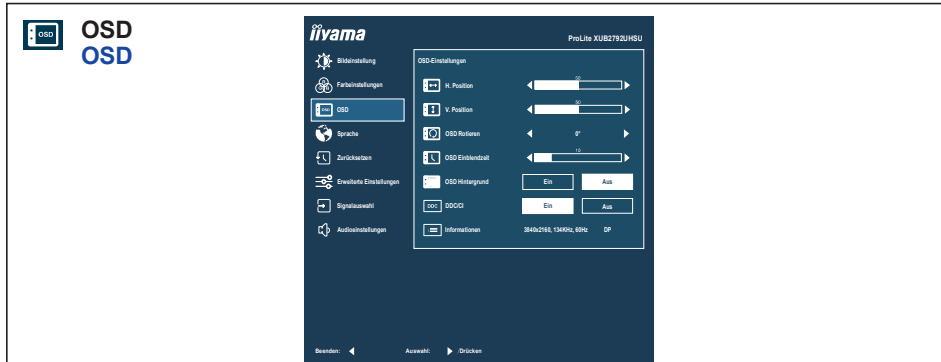 OSD
OSD
OSD
iiyama
ProLite XUB2792UHSU
Bildeinstellung
Farbeinstellungen
OSD
OSD
Sprache
Zurücksetzen
Erweiterte Einstellungen
Signalauswahl
Audioeinstellungen
OSD-Einstellungen
H. Position
50
V. Position
50
OSD Rotieren
0°
OSD Einblendzeit
10
OSD Hintergrund
Ein
Aus
DDC
DDC/CI
Ein
Aus
Informationen
3840x2160, 134KHz, 60Hz DP
Beenden:
Auswahl:
/Drücken